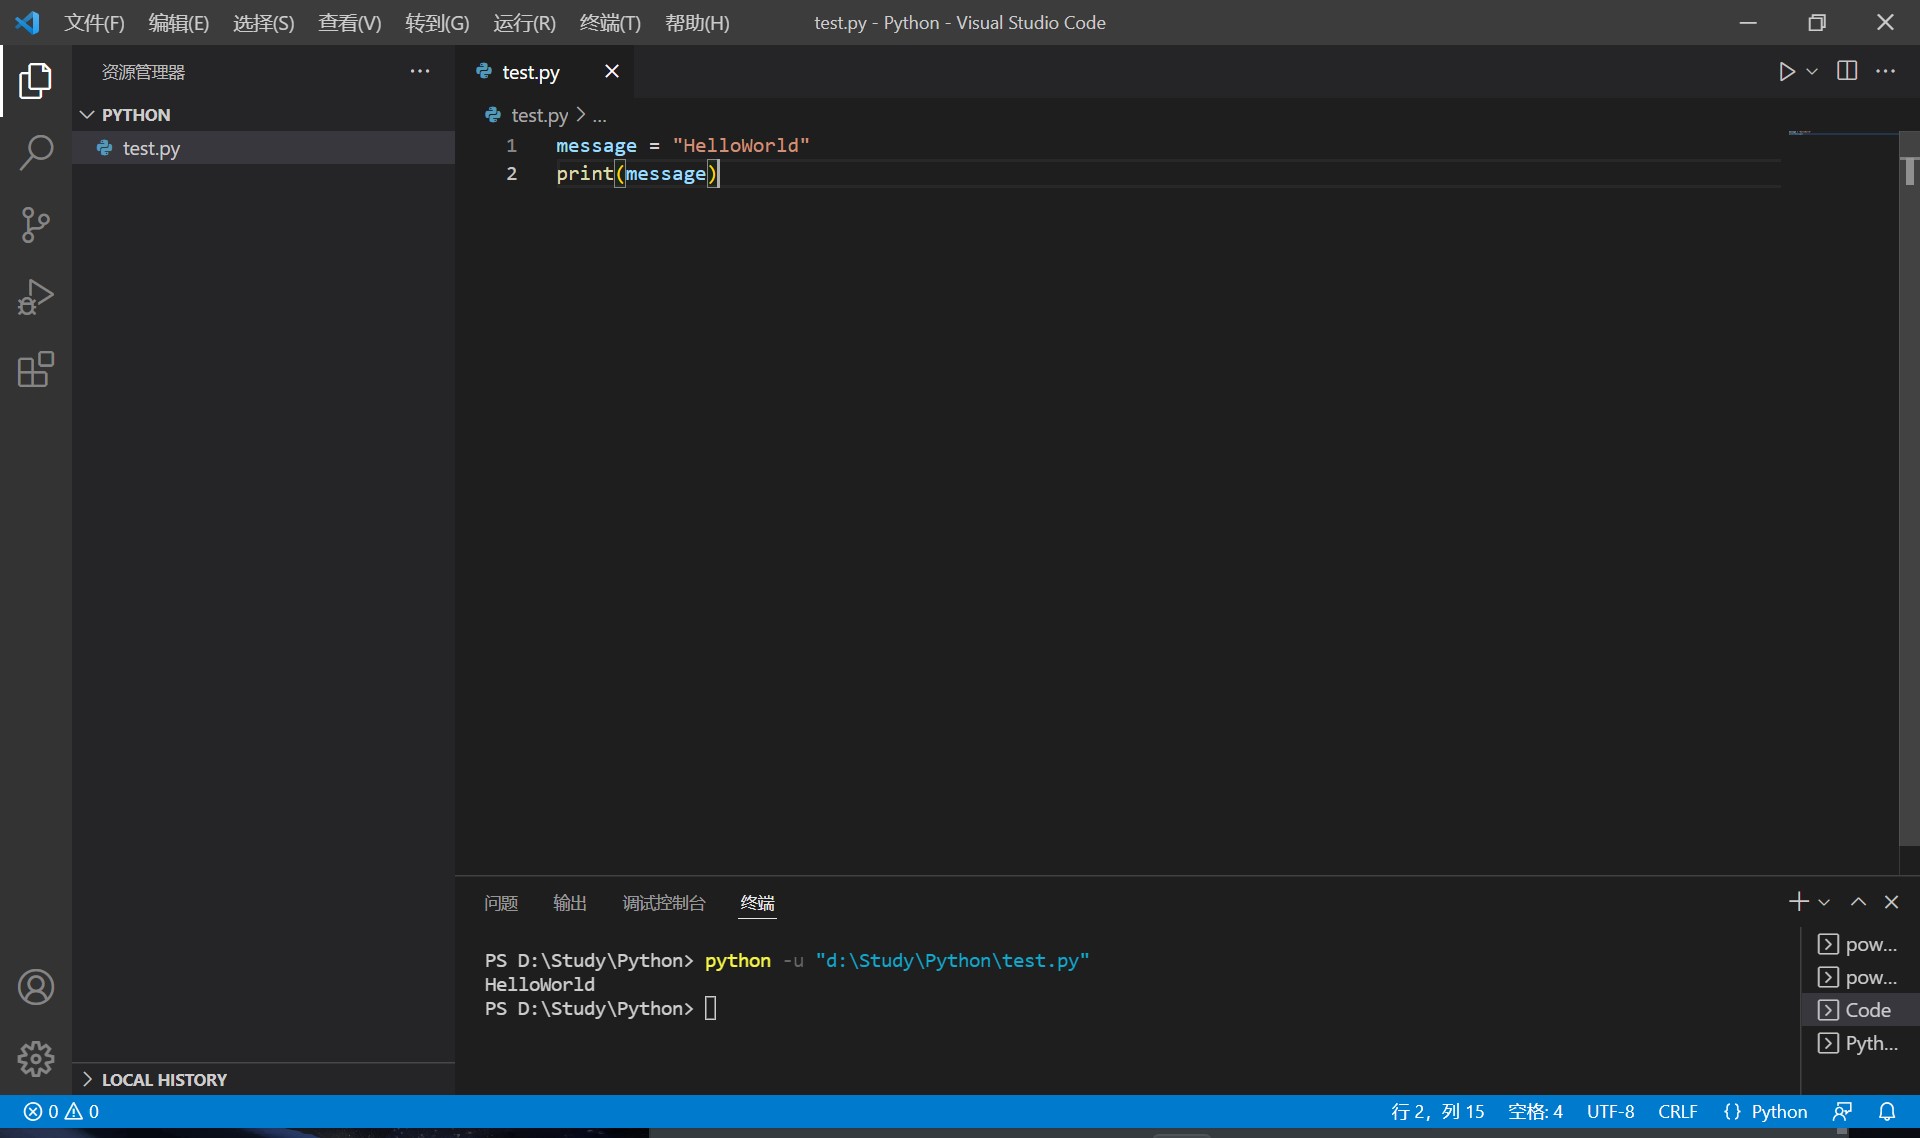 文件(F) 编辑(E) 选择(S) 查看(V) 转到(G) 运行(R) 终端(T) 帮助(H) test.py - Python - Visual Studio Code
资源管理器
PYTHON
test.py
LOCAL HISTORY
test.py
test.py > ...
1 message = "HelloWorld"
2 print(message)
问题 输出 调试控制台 终端
PS D:\Study\Python> python -u "d:\Study\Python\test.py"
HelloWorld
PS D:\Study\Python>
pow...
pow...
Code
Pyth...
0 0 行 2, 列 15 空格: 4 UTF-8 CRLF {} Python